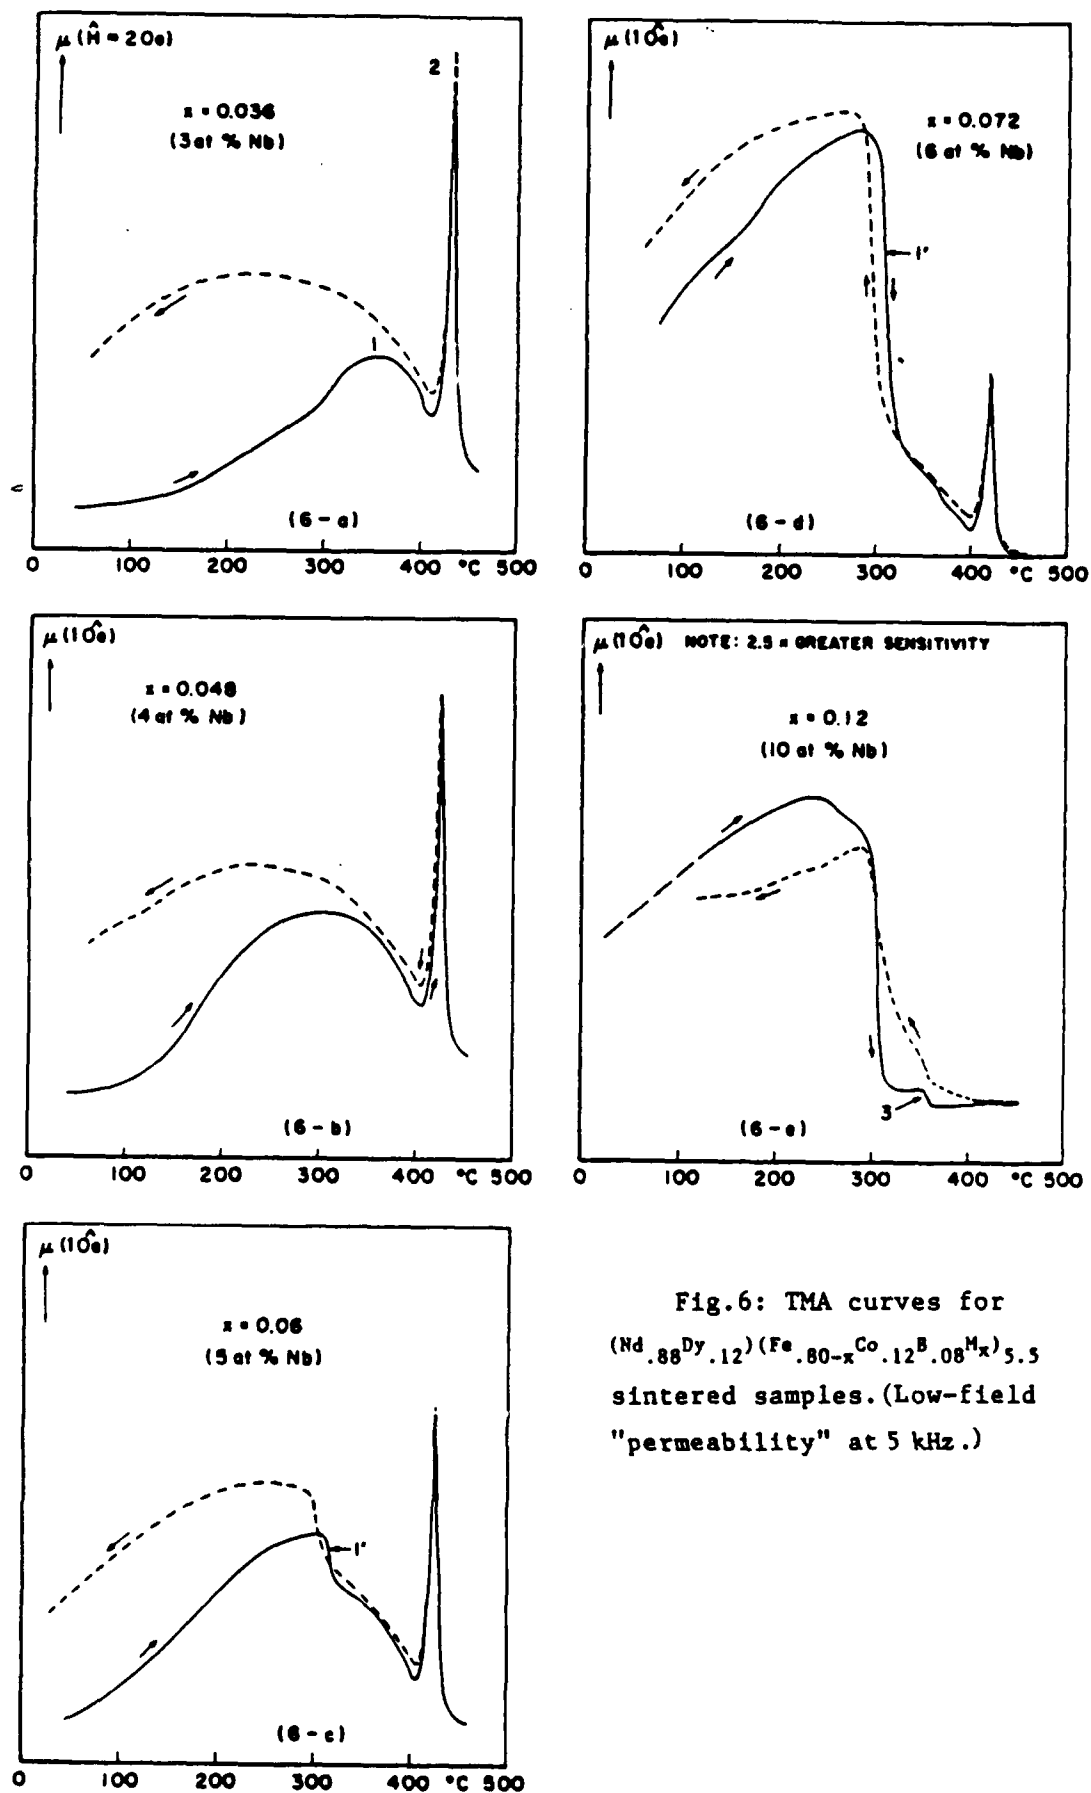 μ (Ĥ = 2Oe)
2
x = 0.036
(3 at % Nb)
1
(6-a)
0 100 200 300 400 °C 500
μ (1Ôe)
x = 0.072
(6 at % Nb)
1'
(6-d)
0 100 200 300 400 °C 500
μ (1Ôe)
x = 0.048
(4 at % Nb)
(6-b)
0 100 200 300 400 °C 500
μ (1Ôe) NOTE: 2.5 x GREATER SENSITIVITY
x = 0.12
(10 at % Nb)
3
(6-e)
0 100 200 300 400 °C 500
μ (1Ôe)
x = 0.06
(5 at % Nb)
1'
(6-c)
0 100 200 300 400 °C 500
Fig.6: TMA curves for
(Nd.88Dy.12)(Fe.80-xCo.12B.08Mx)5.5
sintered samples.(Low-field
"permeability" at 5 kHz.)